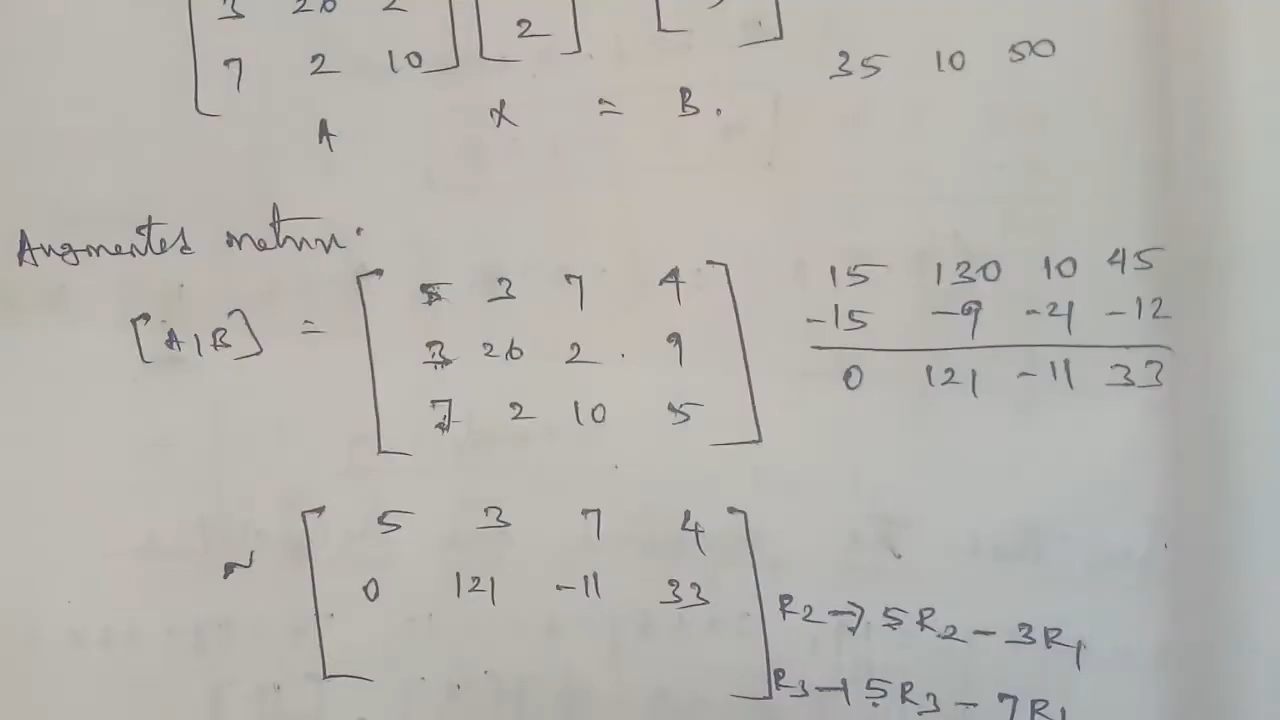 3 26 2
2
7 2 10
35 10 50
A X = B.
Augmented matrix.
[A|B] = 5 3 7 4
3 26 2 . 9
7 2 10 5
15 130 10 45
-15 -9 -21 -12
0 121 -11 33
~ 5 3 7 4
0 121 -11 33
R2 → 5R2 - 3R1
R3 → 5R3 - 7R1